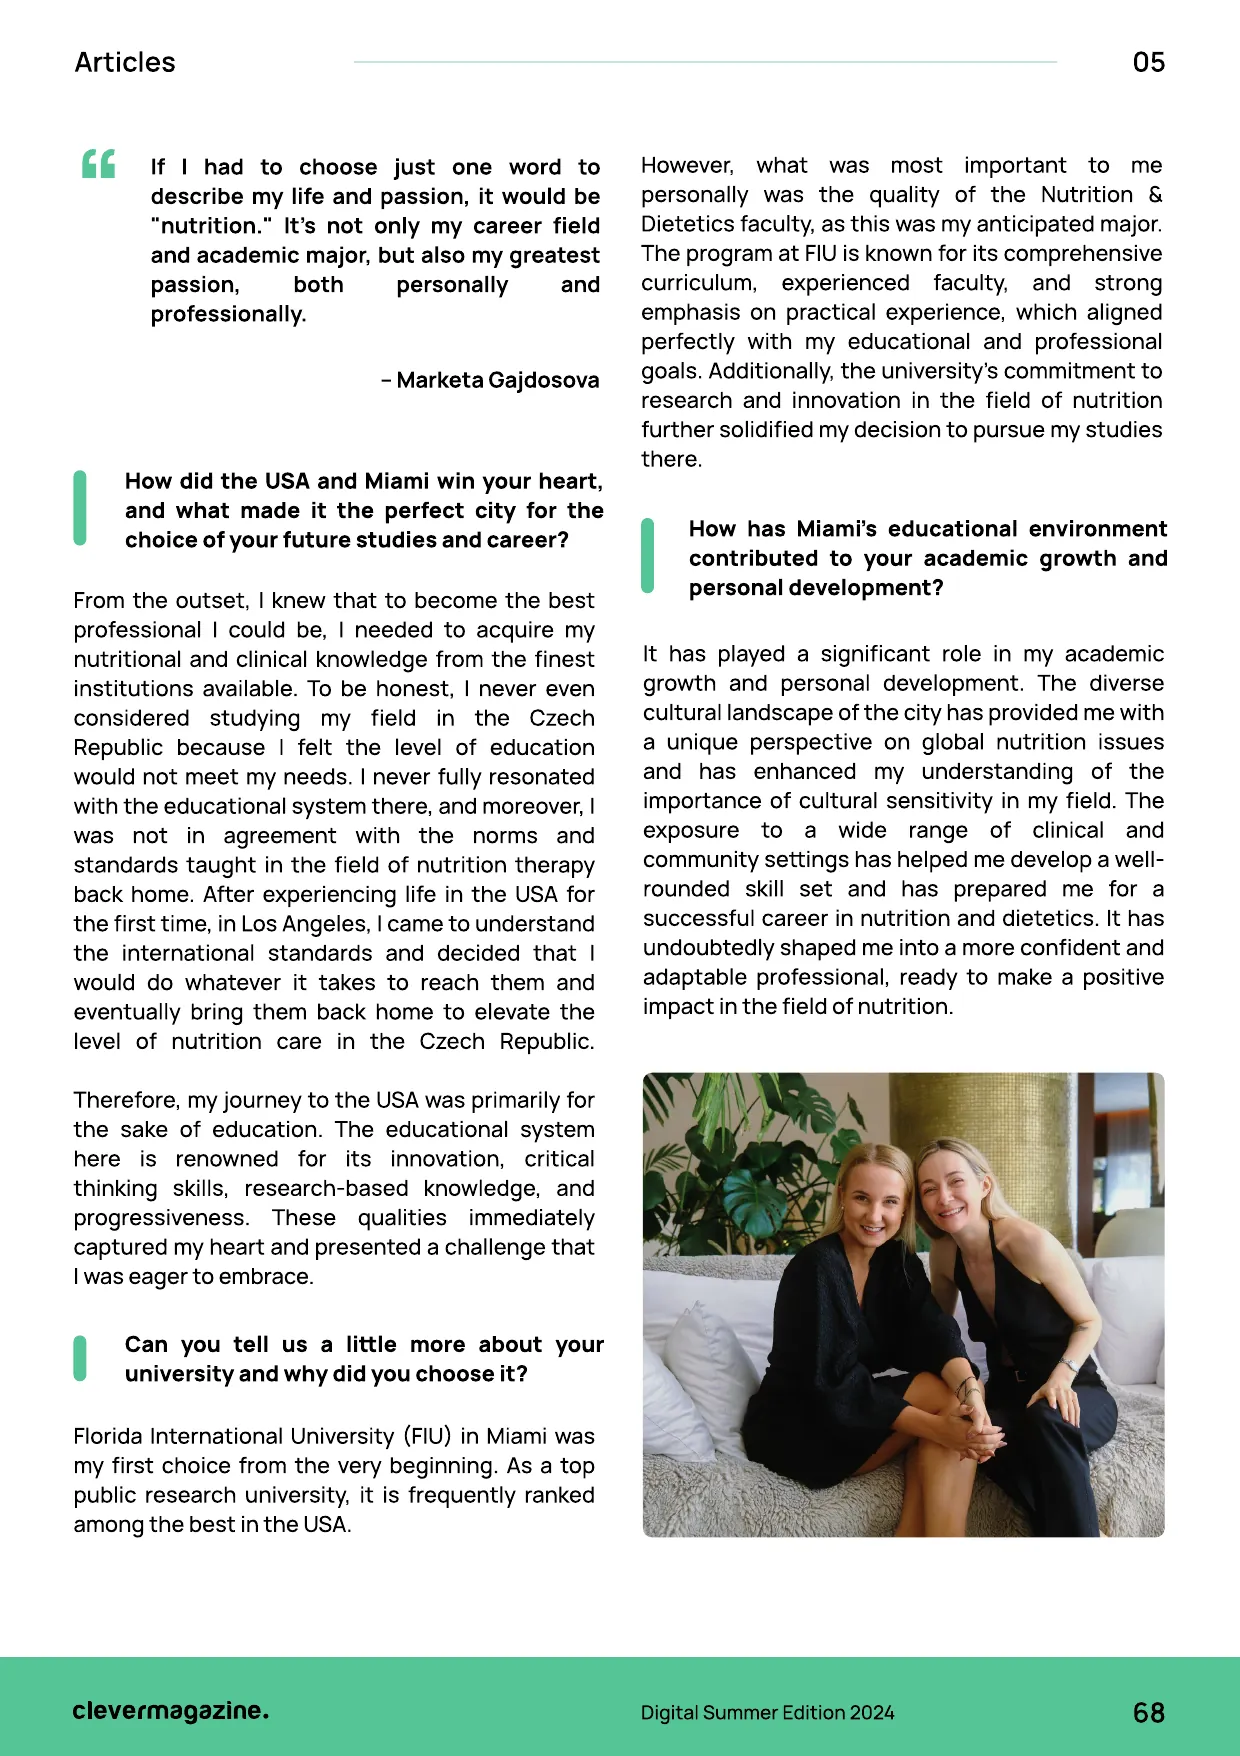 Articles
05
If I had to choose just one word to
describe my life and passion, it would be
"nutrition." It's not only my career field
and academic major, but also my greatest
passion, both personally and
professionally.
– Marketa Gajdosova
How did the USA and Miami win your heart,
and what made it the perfect city for the
choice of your future studies and career?
From the outset, I knew that to become the best
professional I could be, I needed to acquire my
nutritional and clinical knowledge from the finest
institutions available. To be honest, I never even
considered studying my field in the Czech
Republic because I felt the level of education
would not meet my needs. I never fully resonated
with the educational system there, and moreover, I
was not in agreement with the norms and
standards taught in the field of nutrition therapy
back home. After experiencing life in the USA for
the first time, in Los Angeles, I came to understand
the international standards and decided that I
would do whatever it takes to reach them and
eventually bring them back home to elevate the
level of nutrition care in the Czech Republic.
Therefore, my journey to the USA was primarily for
the sake of education. The educational system
here is renowned for its innovation, critical
thinking skills, research-based knowledge, and
progressiveness. These qualities immediately
captured my heart and presented a challenge that
I was eager to embrace.
Can you tell us a little more about your
university and why did you choose it?
Florida International University (FIU) in Miami was
my first choice from the very beginning. As a top
public research university, it is frequently ranked
among the best in the USA.
However, what was most important to me
personally was the quality of the Nutrition &
Dietetics faculty, as this was my anticipated major.
The program at FIU is known for its comprehensive
curriculum, experienced faculty, and strong
emphasis on practical experience, which aligned
perfectly with my educational and professional
goals. Additionally, the university's commitment to
research and innovation in the field of nutrition
further solidified my decision to pursue my studies
there.
How has Miami's educational environment
contributed to your academic growth and
personal development?
It has played a significant role in my academic
growth and personal development. The diverse
cultural landscape of the city has provided me with
a unique perspective on global nutrition issues
and has enhanced my understanding of the
importance of cultural sensitivity in my field. The
exposure to a wide range of clinical and
community settings has helped me develop a well-
rounded skill set and has prepared me for a
successful career in nutrition and dietetics. It has
undoubtedly shaped me into a more confident and
adaptable professional, ready to make a positive
impact in the field of nutrition.
clevermagazine.
Digital Summer Edition 2024
68